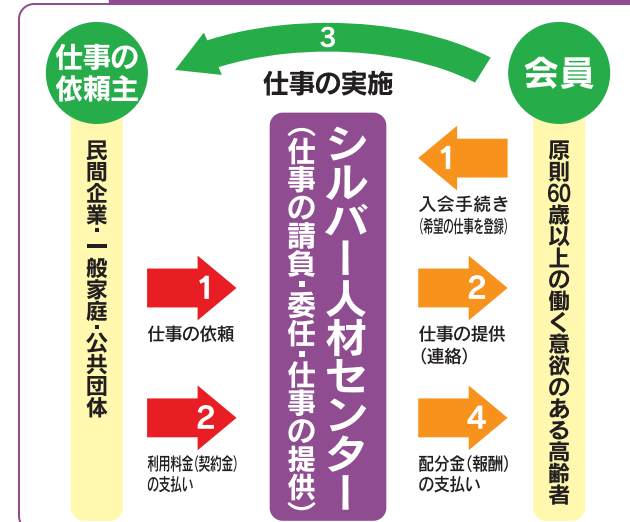 仕事の
依頼主
3
仕事の実施
会員
民間企業・一般家庭・公共団体
1
仕事の依頼
2
利用料金(契約金)
の支払い
シルバー人材センター
(仕事の請負・委任・仕事の提供)
1
入会手続き
(希望の仕事を登録)
2
仕事の提供
(連絡)
4
配分金(報酬)
の支払い
原則60歳以上の働く意欲のある高齢者